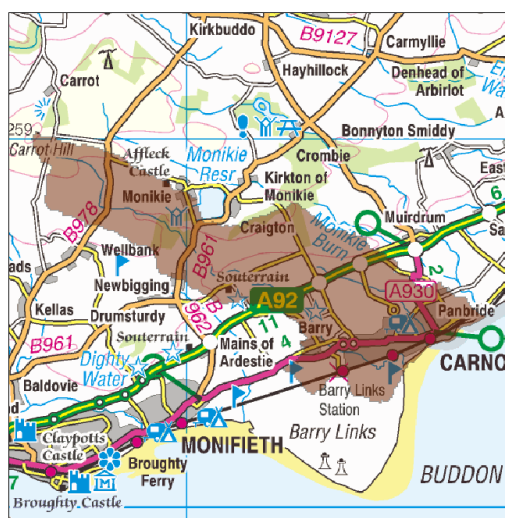 Kirkbuddo
B9127
Carmyllie
Hayhillock
Carrot
Denhead of
Arbirlot
259
Carrot Hill
Bonnyton Smiddy
Affleck
Castle
Monikie
Resr
Crombie
East
Monikie
Kirkton of
Monikie
6
Muirdrum
B978
B961
Craigton
Monikie
Burn
Sa
Wellbank
2
ads
Newbigging
Souterrain
A92
A930
Panbride
Kellas
Drumsturdy
B
962
11
Barry
Souterrain
4
B961
Mains of
Ardestie
CARNO
Dighty
Water
Baldovie
Barry Links
Station
nd
Claypotts
Castle
MONIFIETH
Barry Links
Broughty
Ferry
BUDDON
7
Broughty Castle